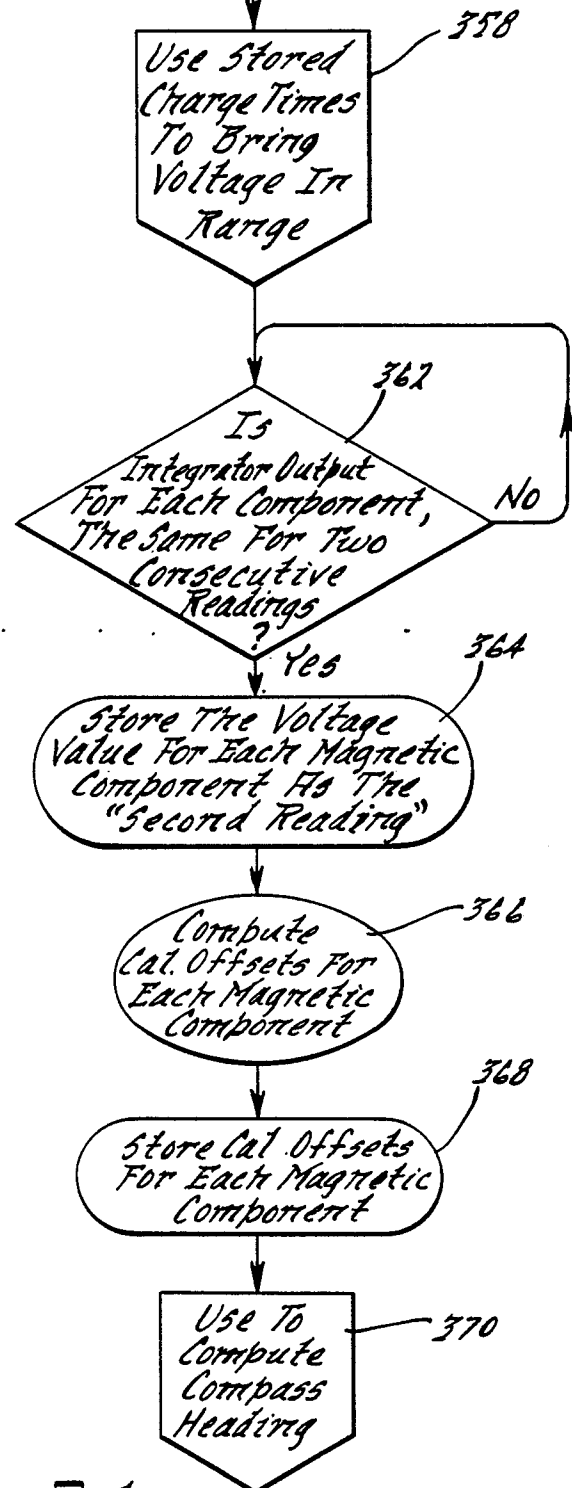 358
Use Stored
Charge Times
To Bring
Voltage In
Range
362
Is
Integrator Output
For Each Component,
The Same For Two
Consecutive
Readings
?
No
Yes
364
Store The Voltage
Value For Each Magnetic
Component As The
"Second Reading"
366
Compute
Cal. Offsets For
Each Magnetic
Component
368
Store Cal Offsets
For Each Magnetic
Component
370
Use To
Compute
Compass
Heading